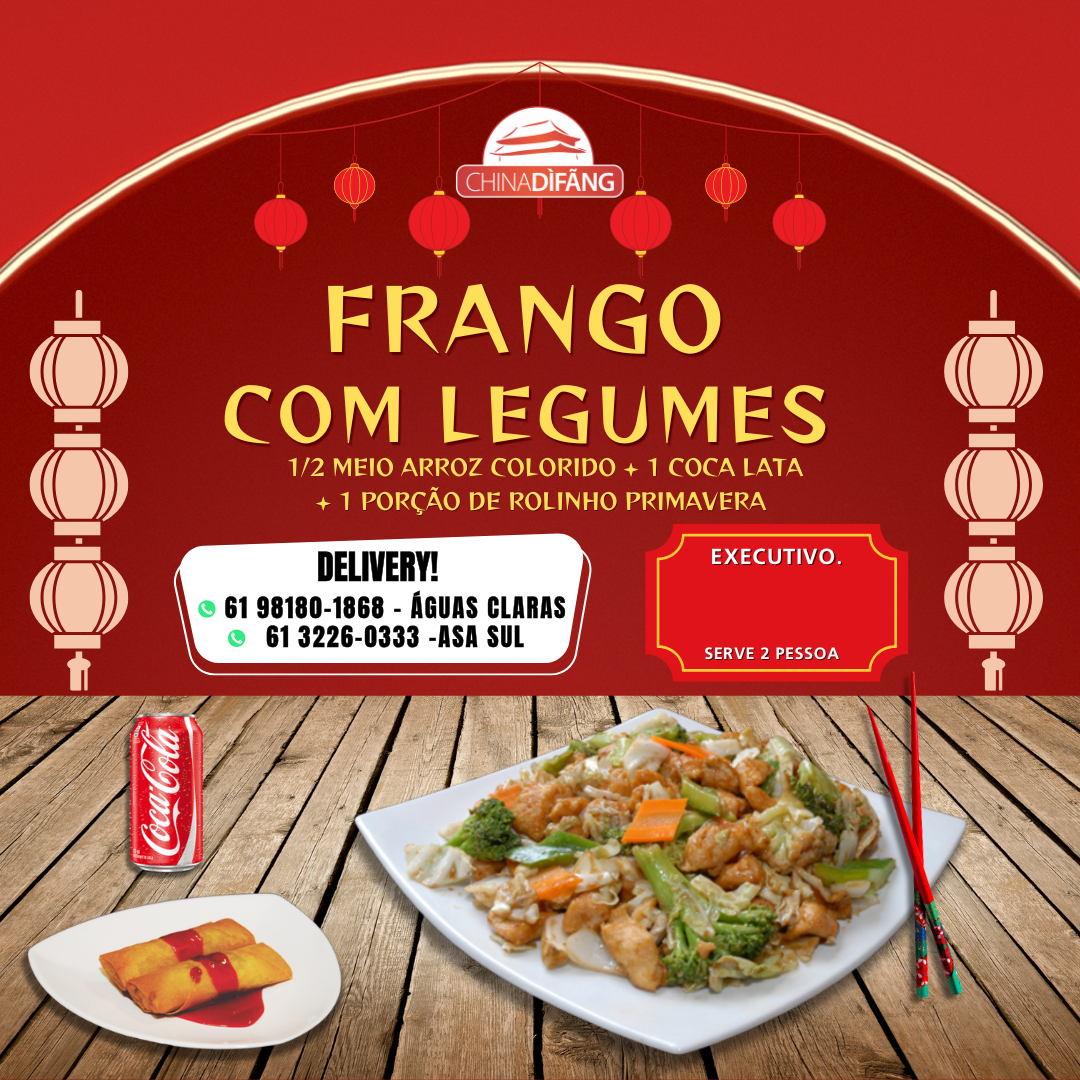 CHINADÌFÃNG
FRANGO
COM LEGUMES
1/2 MEIO ARROZ COLORIDO + 1 COCA LATA
+ 1 PORÇÃO DE ROLINHO PRIMAVERA
DELIVERY!
61 98180-1868 - ÁGUAS CLARAS
61 3226-0333 -ASA SUL
EXECUTIVO.
SERVE 2 PESSOA
Coca-Cola